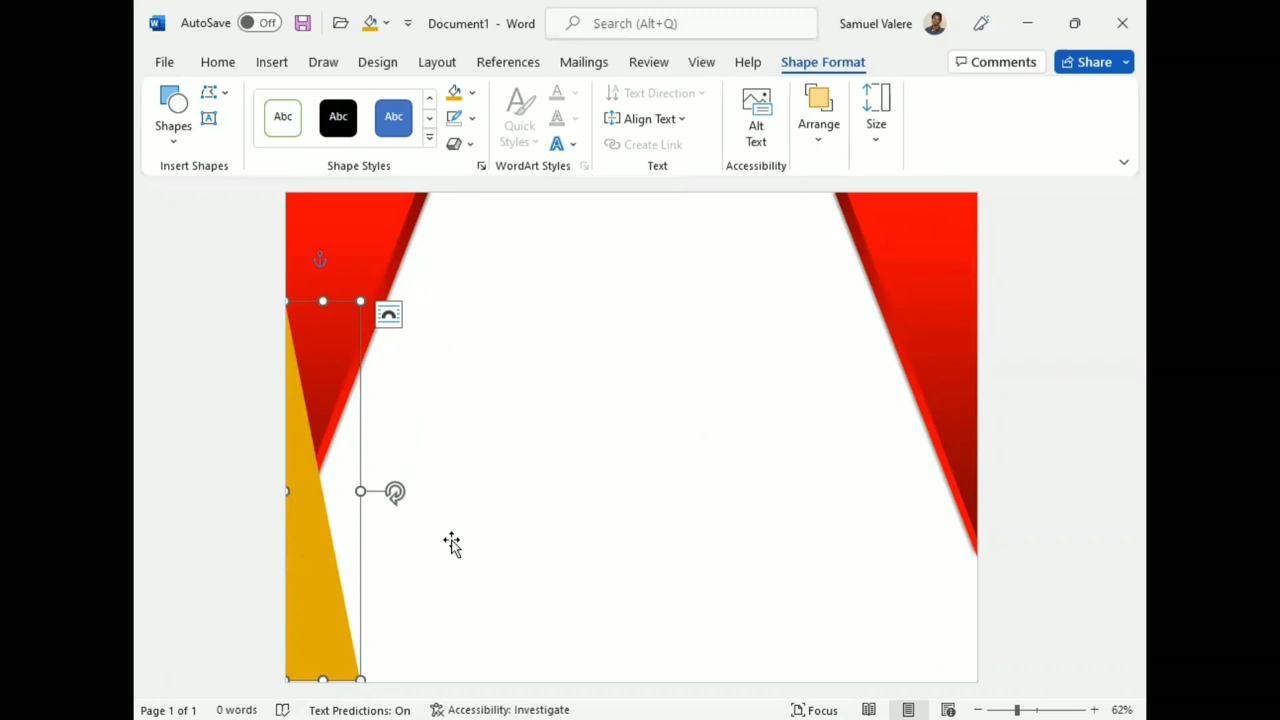 AutoSave Off Document1 - Word Search (Alt+Q) Samuel Valere
File Home Insert Draw Design Layout References Mailings Review View Help Shape Format Comments Share
Shapes
Abc Abc Abc
Quick Styles
A A A A
Text Direction
Align Text
Create Link
Alt Text
Arrange
Size
Insert Shapes Shape Styles WordArt Styles Text Accessibility
Page 1 of 1 0 words Text Predictions: On Accessibility: Investigate Focus 62%